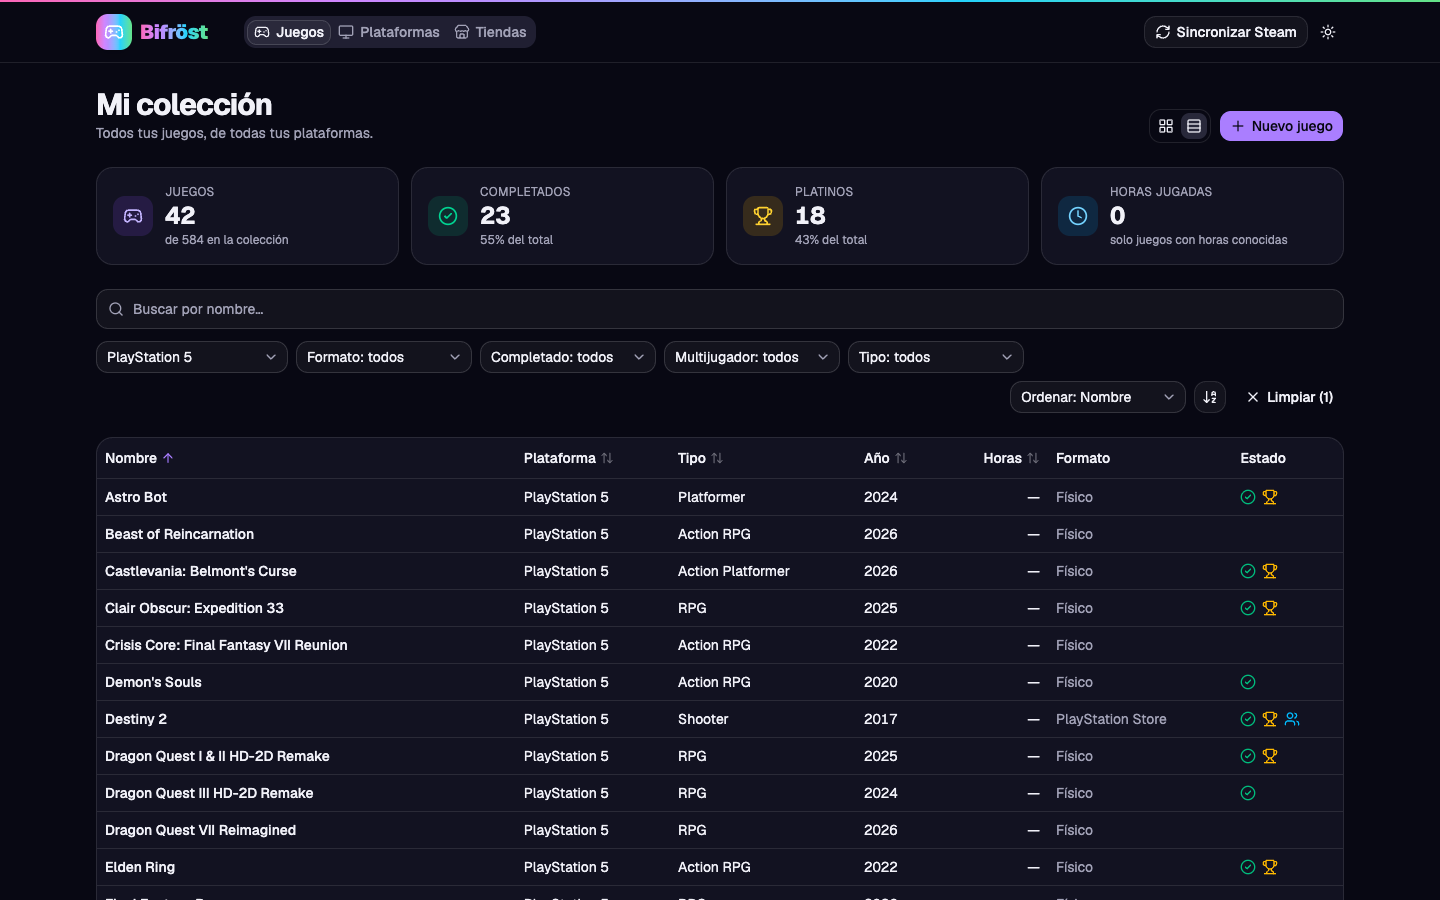 Bifröst
Juegos
Plataformas
Tiendas
Sincronizar Steam
Mi colección
Todos tus juegos, de todas tus plataformas.
Nuevo juego
JUEGOS
42
de 584 en la colección
COMPLETADOS
23
55% del total
PLATINOS
18
43% del total
HORAS JUGADAS
0
solo juegos con horas conocidas
Buscar por nombre...
PlayStation 5
Formato: todos
Completado: todos
Multijugador: todos
Tipo: todos
Ordenar: Nombre
Limpiar (1)
Nombre Plataforma Tipo Año Horas Formato Estado
Astro Bot PlayStation 5 Platformer 2024 — Físico
Beast of Reincarnation PlayStation 5 Action RPG 2026 — Físico
Castlevania: Belmont's Curse PlayStation 5 Action Platformer 2026 — Físico
Clair Obscur: Expedition 33 PlayStation 5 RPG 2025 — Físico
Crisis Core: Final Fantasy VII Reunion PlayStation 5 Action RPG 2022 — Físico
Demon's Souls PlayStation 5 Action RPG 2020 — Físico
Destiny 2 PlayStation 5 Shooter 2017 — PlayStation Store
Dragon Quest I & II HD-2D Remake PlayStation 5 RPG 2025 — Físico
Dragon Quest III HD-2D Remake PlayStation 5 RPG 2024 — Físico
Dragon Quest VII Reimagined PlayStation 5 RPG 2026 — Físico
Elden Ring PlayStation 5 Action RPG 2022 — Físico